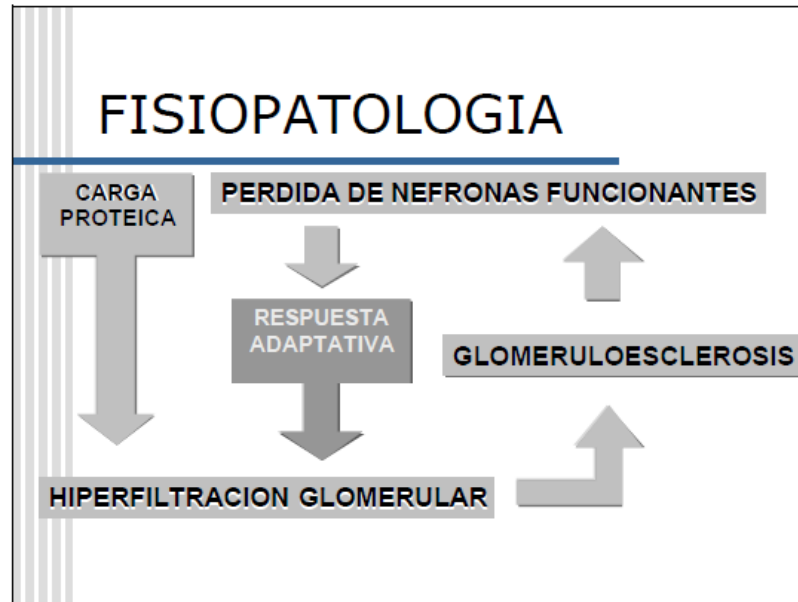 FISIOPATOLOGIA
CARGA
PROTEICA
PERDIDA DE NEFRONAS FUNCIONANTES
RESPUESTA
ADAPTATIVA
GLOMERULOESCLEROSIS
HIPERFILTRACION GLOMERULAR